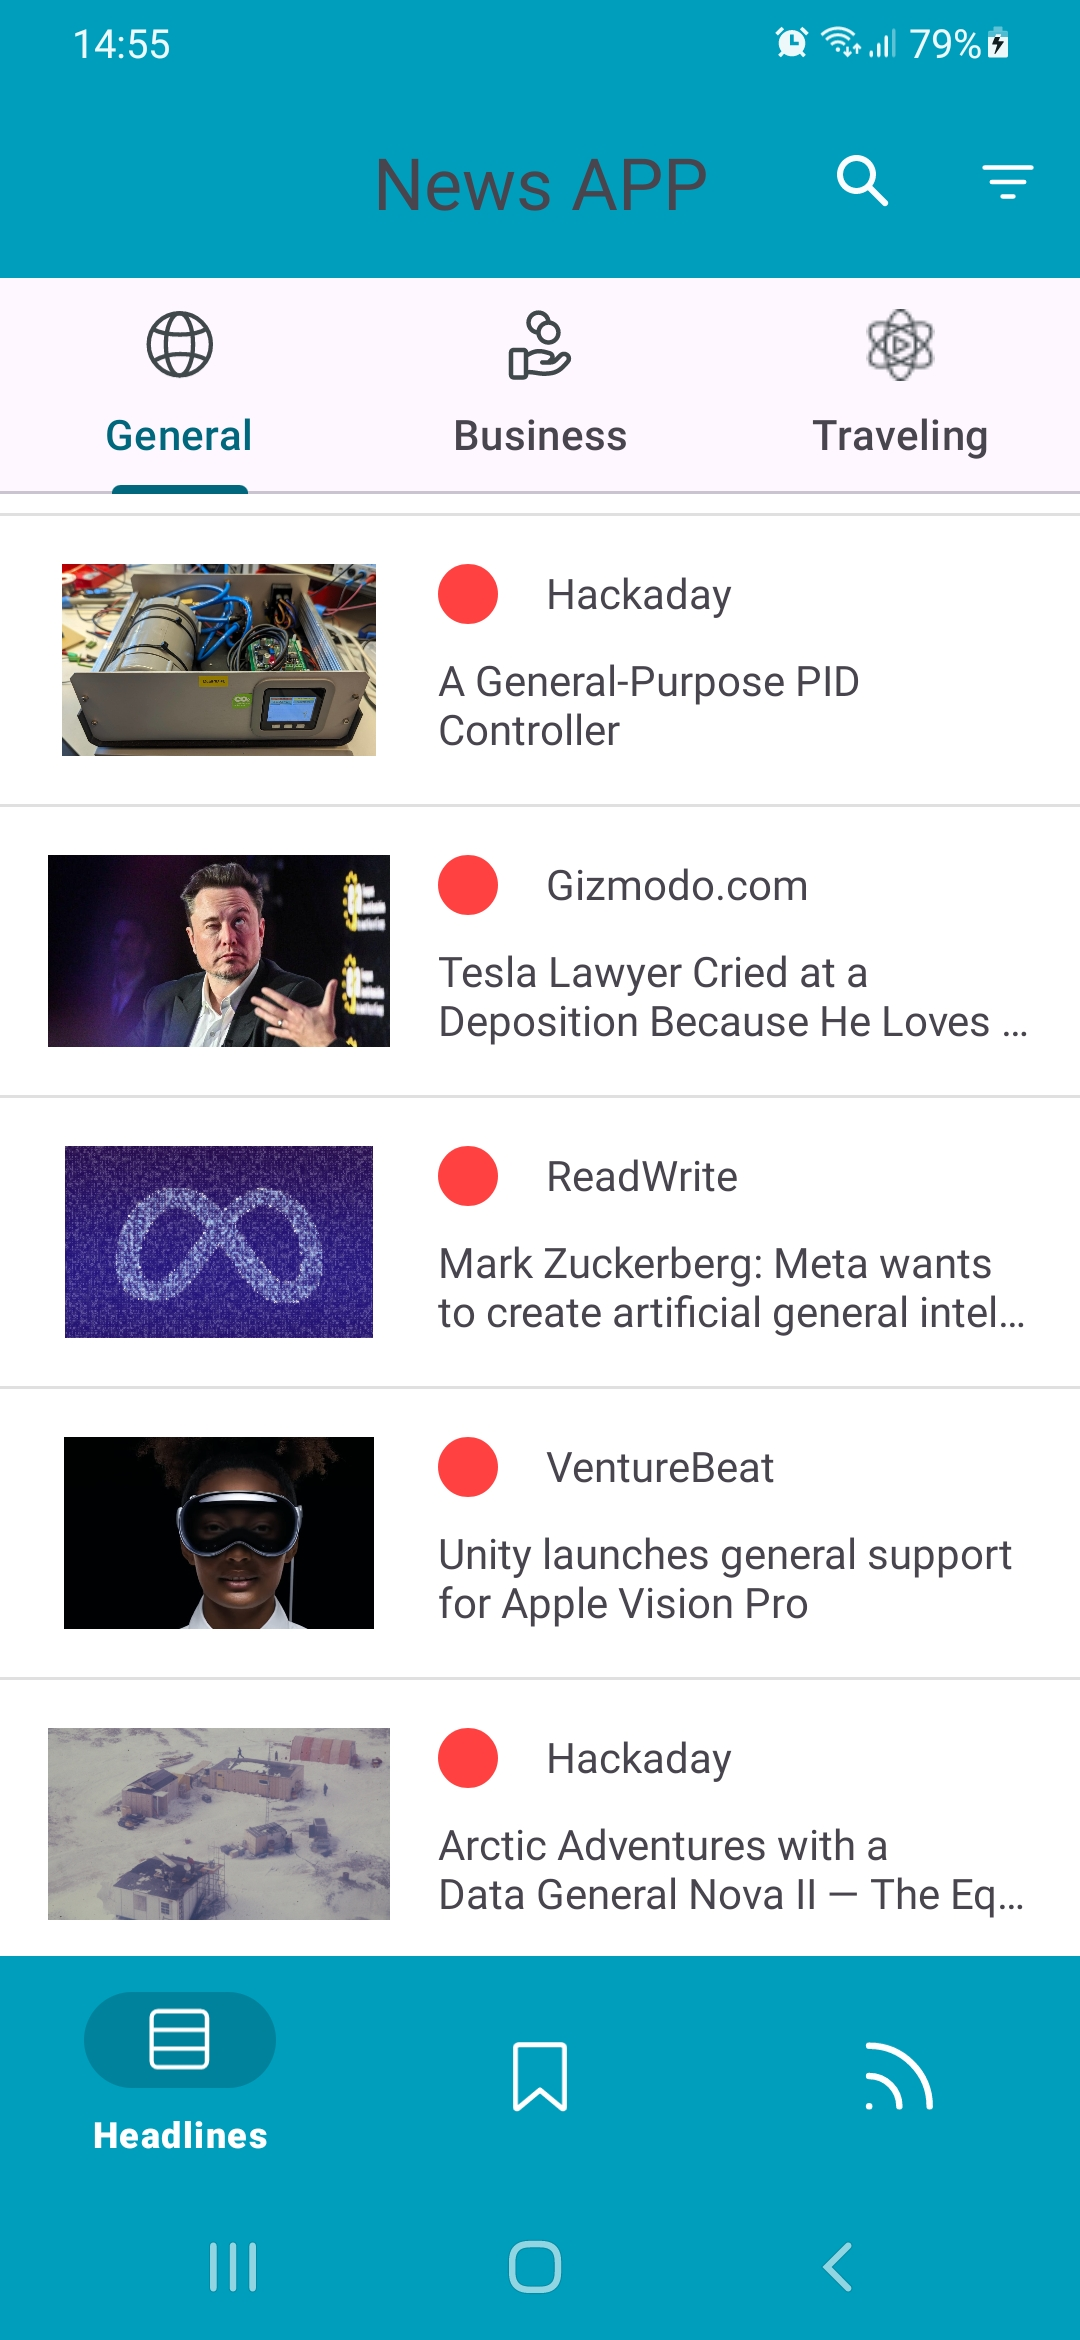 14:55
79%
News APP
General
Business
Traveling
Hackaday
A General-Purpose PID
Controller
Gizmodo.com
Tesla Lawyer Cried at a
Deposition Because He Loves ...
ReadWrite
Mark Zuckerberg: Meta wants
to create artificial general intel...
VentureBeat
Unity launches general support
for Apple Vision Pro
Hackaday
Arctic Adventures with a
Data General Nova II — The Eq...
Headlines